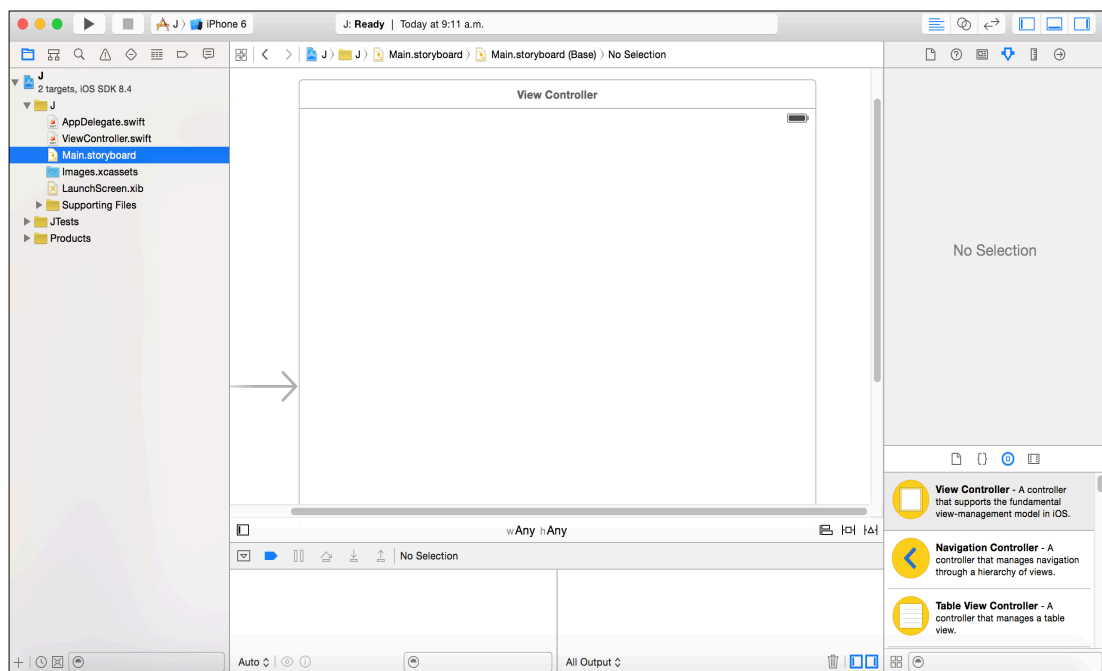 J 〉 iPhone 6
J: Ready | Today at 9:11 a.m.
J 〉 J 〉 Main.storyboard 〉 Main.storyboard (Base) 〉 No Selection
J
2 targets, iOS SDK 8.4
J
AppDelegate.swift
ViewController.swift
Main.storyboard
Images.xcassets
LaunchScreen.xib
Supporting Files
JTests
Products
View Controller
wAny hAny
No Selection
Auto
All Output
No Selection
{}
View Controller - A controller
that supports the fundamental
view-management model in iOS.
Navigation Controller - A
controller that manages navigation
through a hierarchy of views.
Table View Controller - A
controller that manages a table
view.